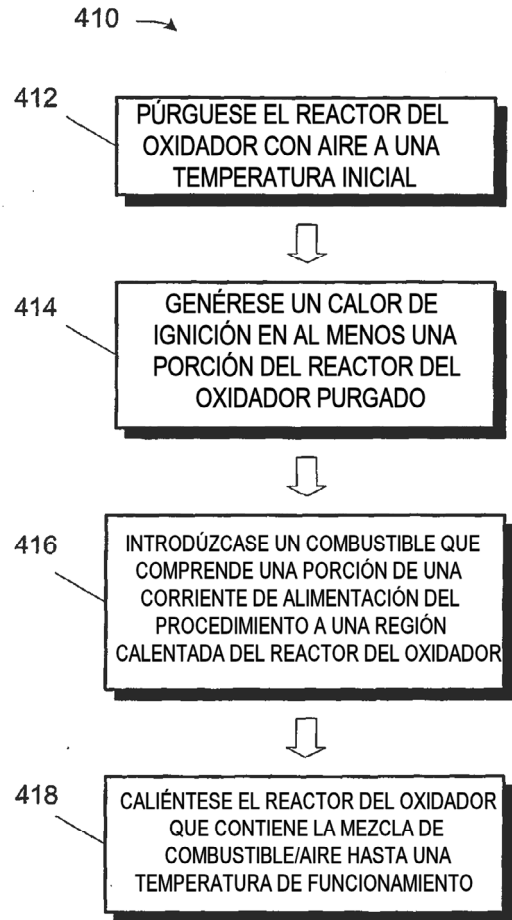 410
412
PÚRGUESE EL REACTOR DEL
OXIDADOR CON AIRE A UNA
TEMPERATURA INICIAL
414
GENÉRESE UN CALOR DE
IGNICIÓN EN AL MENOS UNA
PORCIÓN DEL REACTOR DEL
OXIDADOR PURGADO
416
INTRODÚZCASE UN COMBUSTIBLE QUE
COMPRENDE UNA PORCIÓN DE UNA
CORRIENTE DE ALIMENTACIÓN DEL
PROCEDIMIENTO A UNA REGIÓN
CALENTADA DEL REACTOR DEL OXIDADOR
418
CALIÉNTESE EL REACTOR DEL OXIDADOR
QUE CONTIENE LA MEZCLA DE
COMBUSTIBLE/AIRE HASTA UNA
TEMPERATURA DE FUNCIONAMIENTO